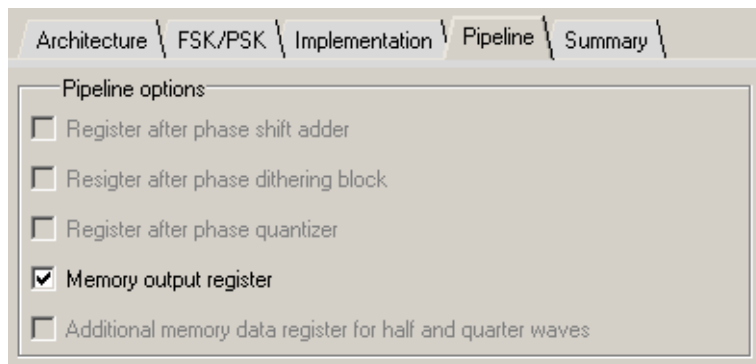 Architecture FSK/PSK Implementation Pipeline Summary
Pipeline options
Register after phase shift adder
Resigter after phase dithering block
Register after phase quantizer
Memory output register
Additional memory data register for half and quarter waves